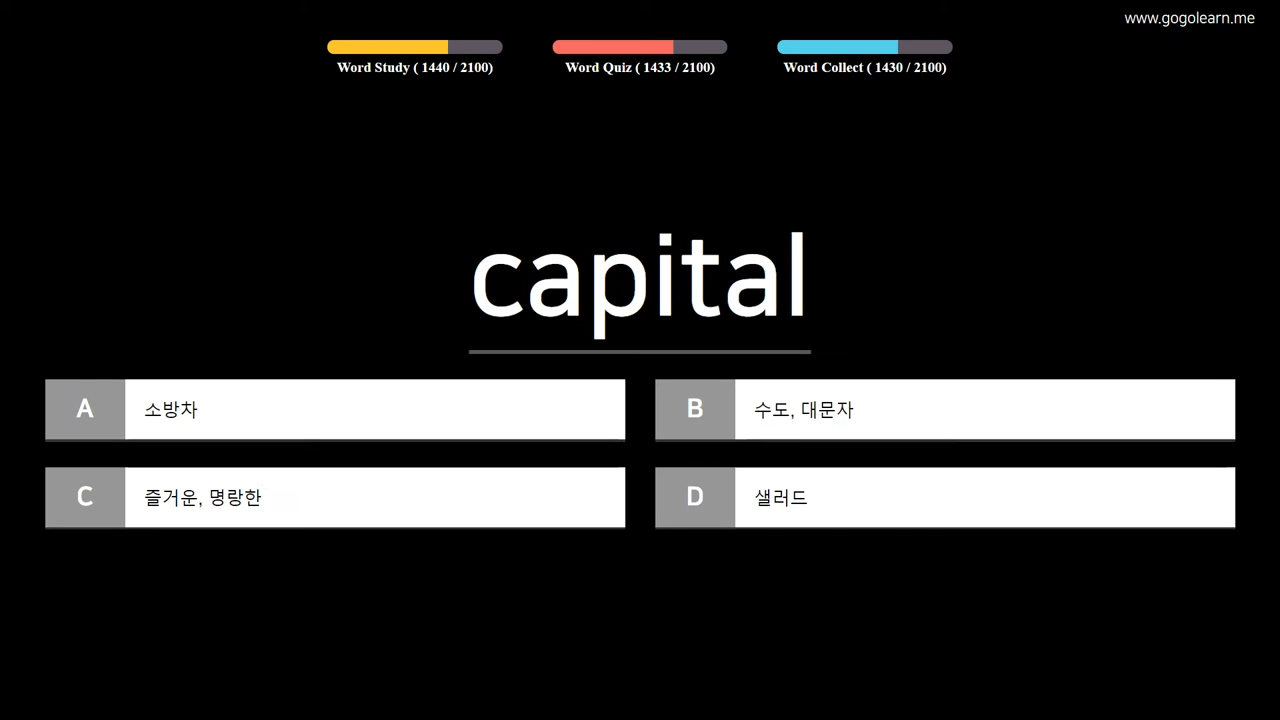 www.gogolearn.me
Word Study ( 1440 / 2100) Word Quiz ( 1433 / 2100) Word Collect ( 1430 / 2100)
capital
A 소방차
B 수도, 대문자
C 즐거운, 명랑한
D 샐러드